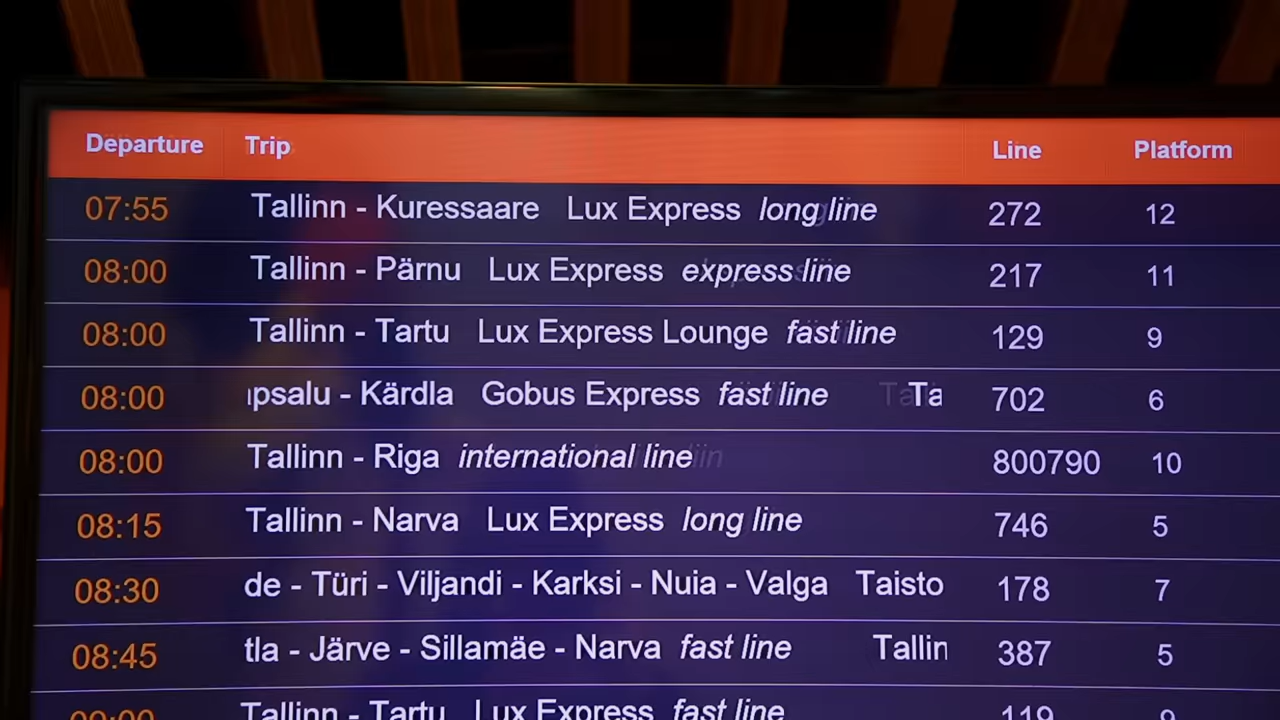 Departure Trip Line Platform
07:55 Tallinn - Kuressaare Lux Express long line 272 12
08:00 Tallinn - Pärnu Lux Express express line 217 11
08:00 Tallinn - Tartu Lux Express Lounge fast line 129 9
08:00 psalu - Kärdla Gobus Express fast line Ta 702 6
08:00 Tallinn - Riga international line 800790 10
08:15 Tallinn - Narva Lux Express long line 746 5
08:30 de - Türi - Viljandi - Karksi - Nuia - Valga Taisto 178 7
08:45 tla - Järve - Sillamäe - Narva fast line Tallin 387 5
09:00 Tallinn - Tartu Lux Express fast line 119 9